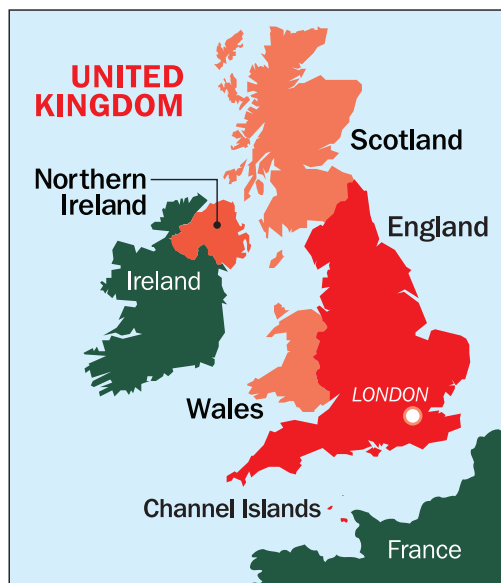 UNITED
KINGDOM
Scotland
Northern
Ireland
England
Ireland
LONDON
Wales
Channel Islands
France